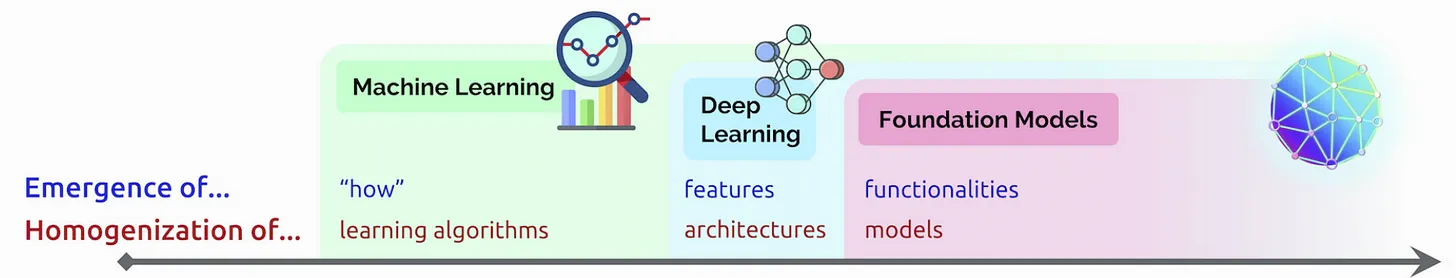 Machine Learning
Deep
Learning
Foundation Models
Emergence of... “how” features functionalities
Homogenization of... learning algorithms architectures models